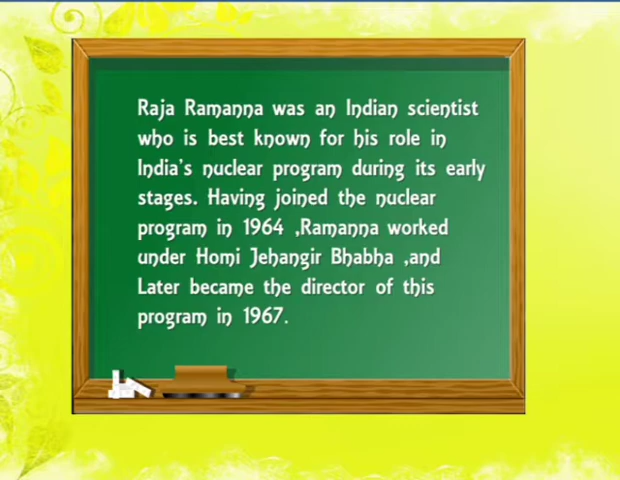 Raja Ramanna was an Indian scientist
who is best known for his role in
India's nuclear program during its early
stages. Having joined the nuclear
program in 1964 ,Ramanna worked
under Homi Jehangir Bhabha ,and
Later became the director of this
program in 1967.